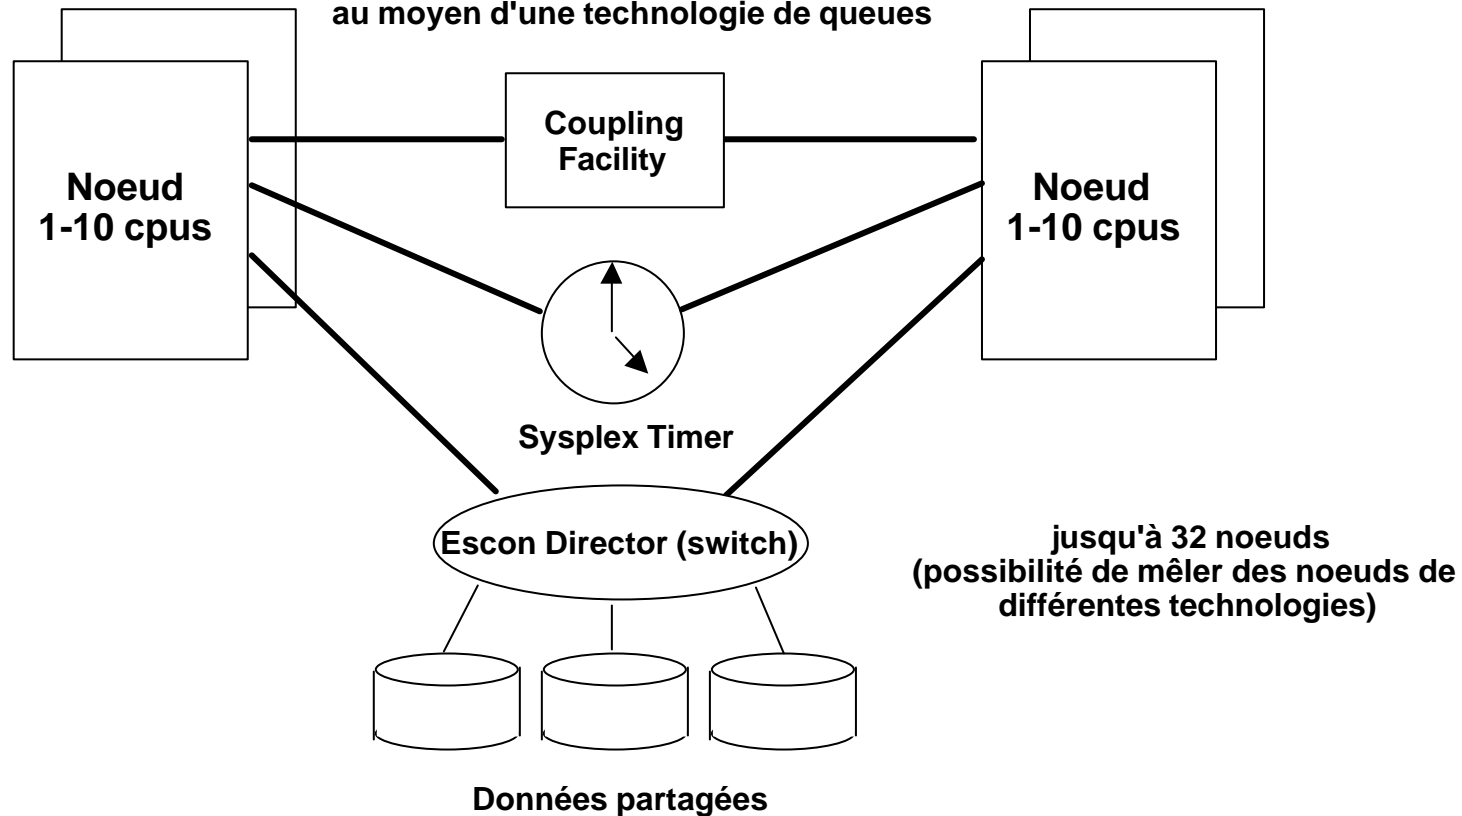 au moyen d'une technologie de queues
Coupling
Facility
Noeud
1-10 cpus
Noeud
1-10 cpus
Sysplex Timer
Escon Director (switch)
jusqu'à 32 noeuds
(possibilité de mêler des noeuds de
différentes technologies)
Données partagées